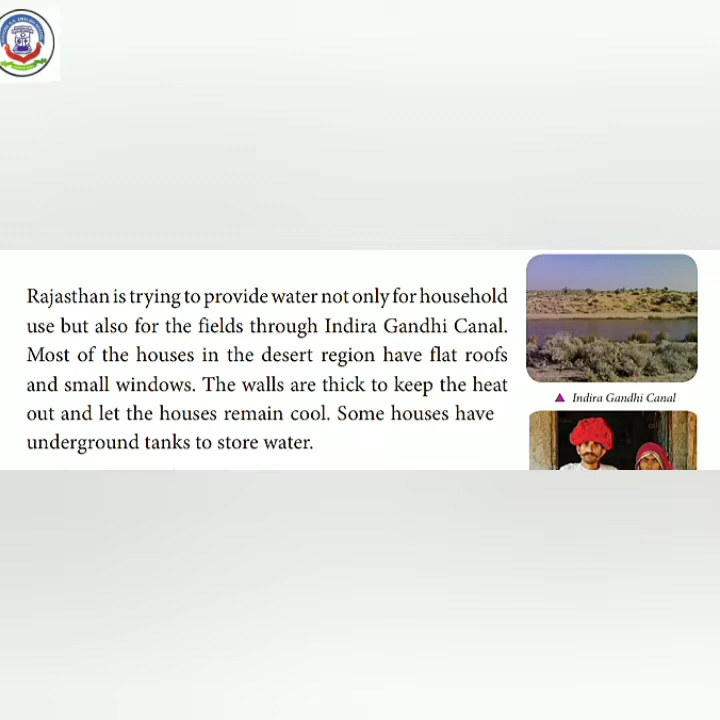 Rajasthan is trying to provide water not only for household
use but also for the fields through Indira Gandhi Canal.
Most of the houses in the desert region have flat roofs
and small windows. The walls are thick to keep the heat
out and let the houses remain cool. Some houses have
underground tanks to store water.
▲ Indira Gandhi Canal